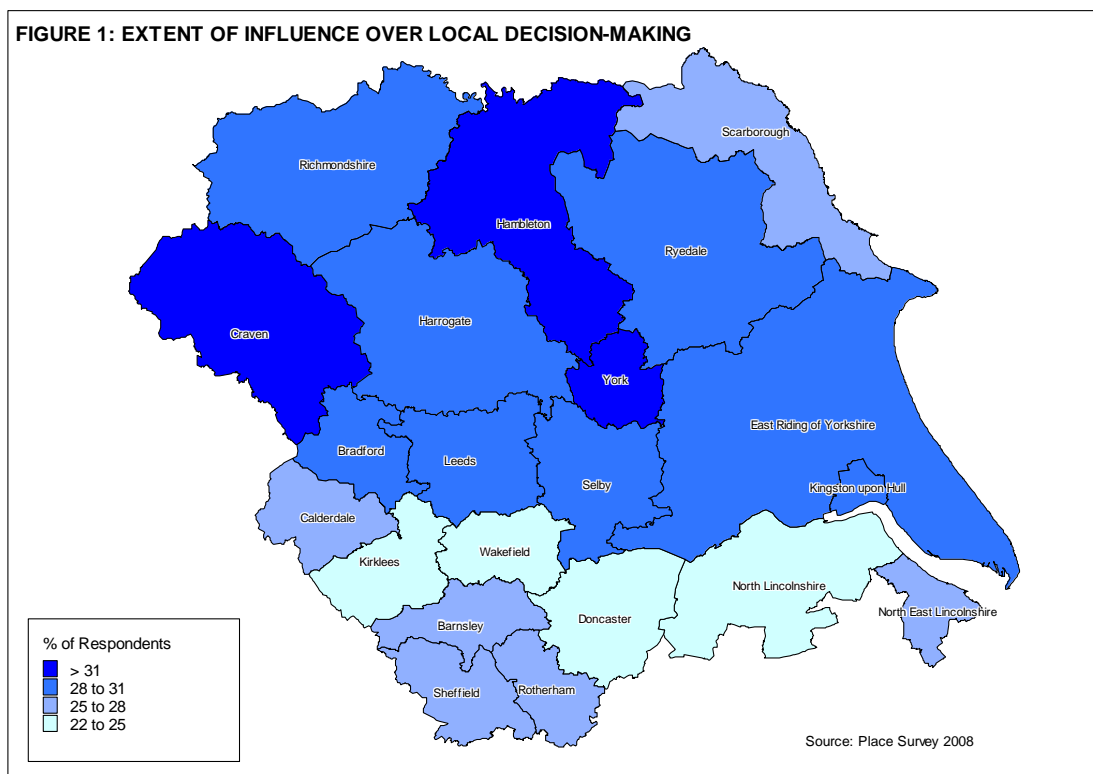 FIGURE 1: EXTENT OF INFLUENCE OVER LOCAL DECISION-MAKING
Scarborough
Richmondshire
Hambleton
Ryedale
Harrogate
Craven
York
East Riding of Yorkshire
Bradford
Leeds
Selby
Kingston upon Hull
Calderdale
Wakefield
Kirklees
North Lincolnshire
North East Lincolnshire
Doncaster
Barnsley
Rotherham
Sheffield
% of Respondents
> 31
28 to 31
25 to 28
22 to 25
Source: Place Survey 2008